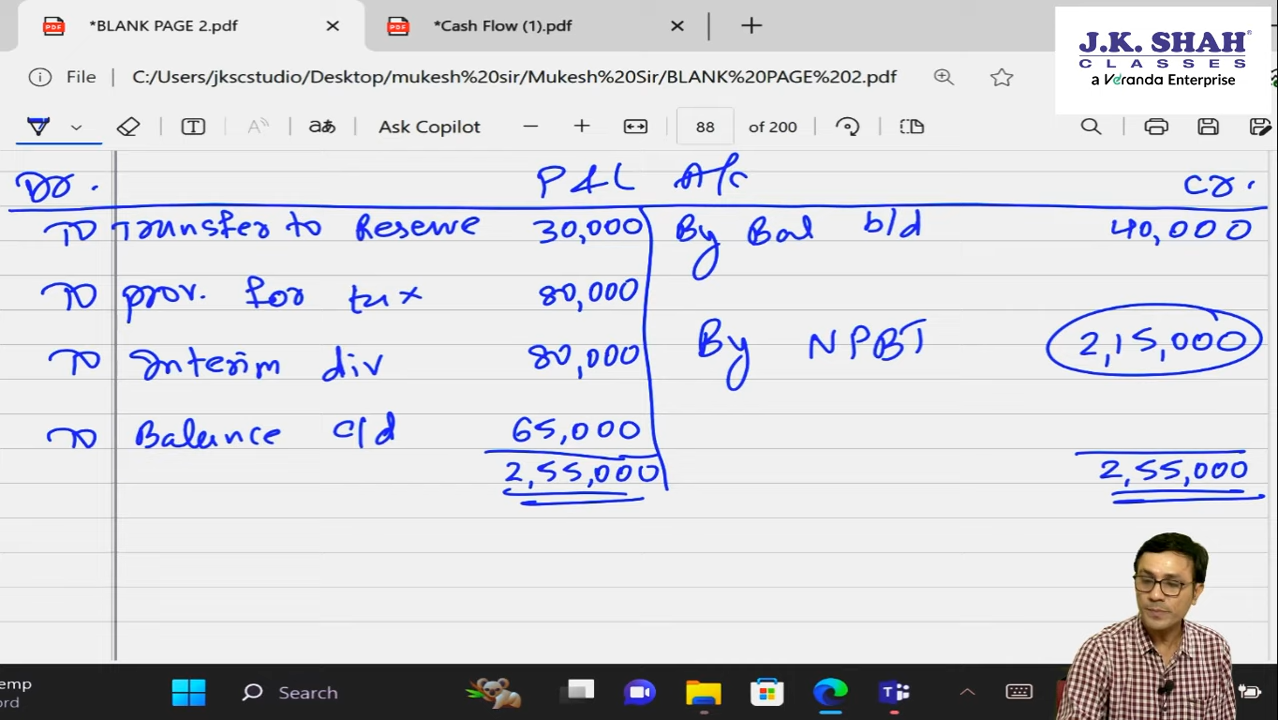 *BLANK PAGE 2.pdf
*Cash Flow (1).pdf
J.K. SHAH®
CLASSES
a Veranda Enterprise
File C:/Users/jkscstudio/Desktop/mukesh%20sir/Mukesh%20Sir/BLANK%20PAGE%202.pdf
Ask Copilot 88 of 200
Dr. P&L A/c Cr.
TO Transfer to Reserve 30,000 By Bal b/d 40,000
TO prov. for tax 80,000
By NPBT 2,15,000
TO Interim div 80,000
TO Balance c/d 65,000
2,55,000 2,55,000
emp
ord
Search